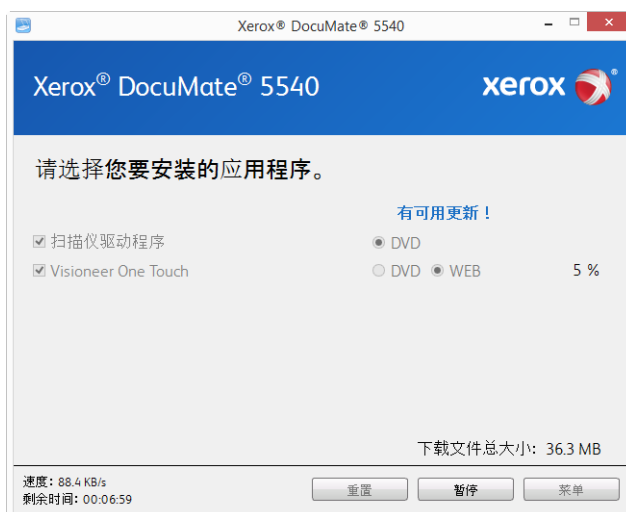 Xerox® DocuMate® 5540
Xerox® DocuMate® 5540
xerox®
请选择您要安装的应用程序。
有可用更新！
扫描仪驱动程序 DVD
Visioneer One Touch DVD WEB 5 %
下载文件总大小: 36.3 MB
速度: 88.4 KB/s
剩余时间: 00:06:59
重置 暂停 菜单